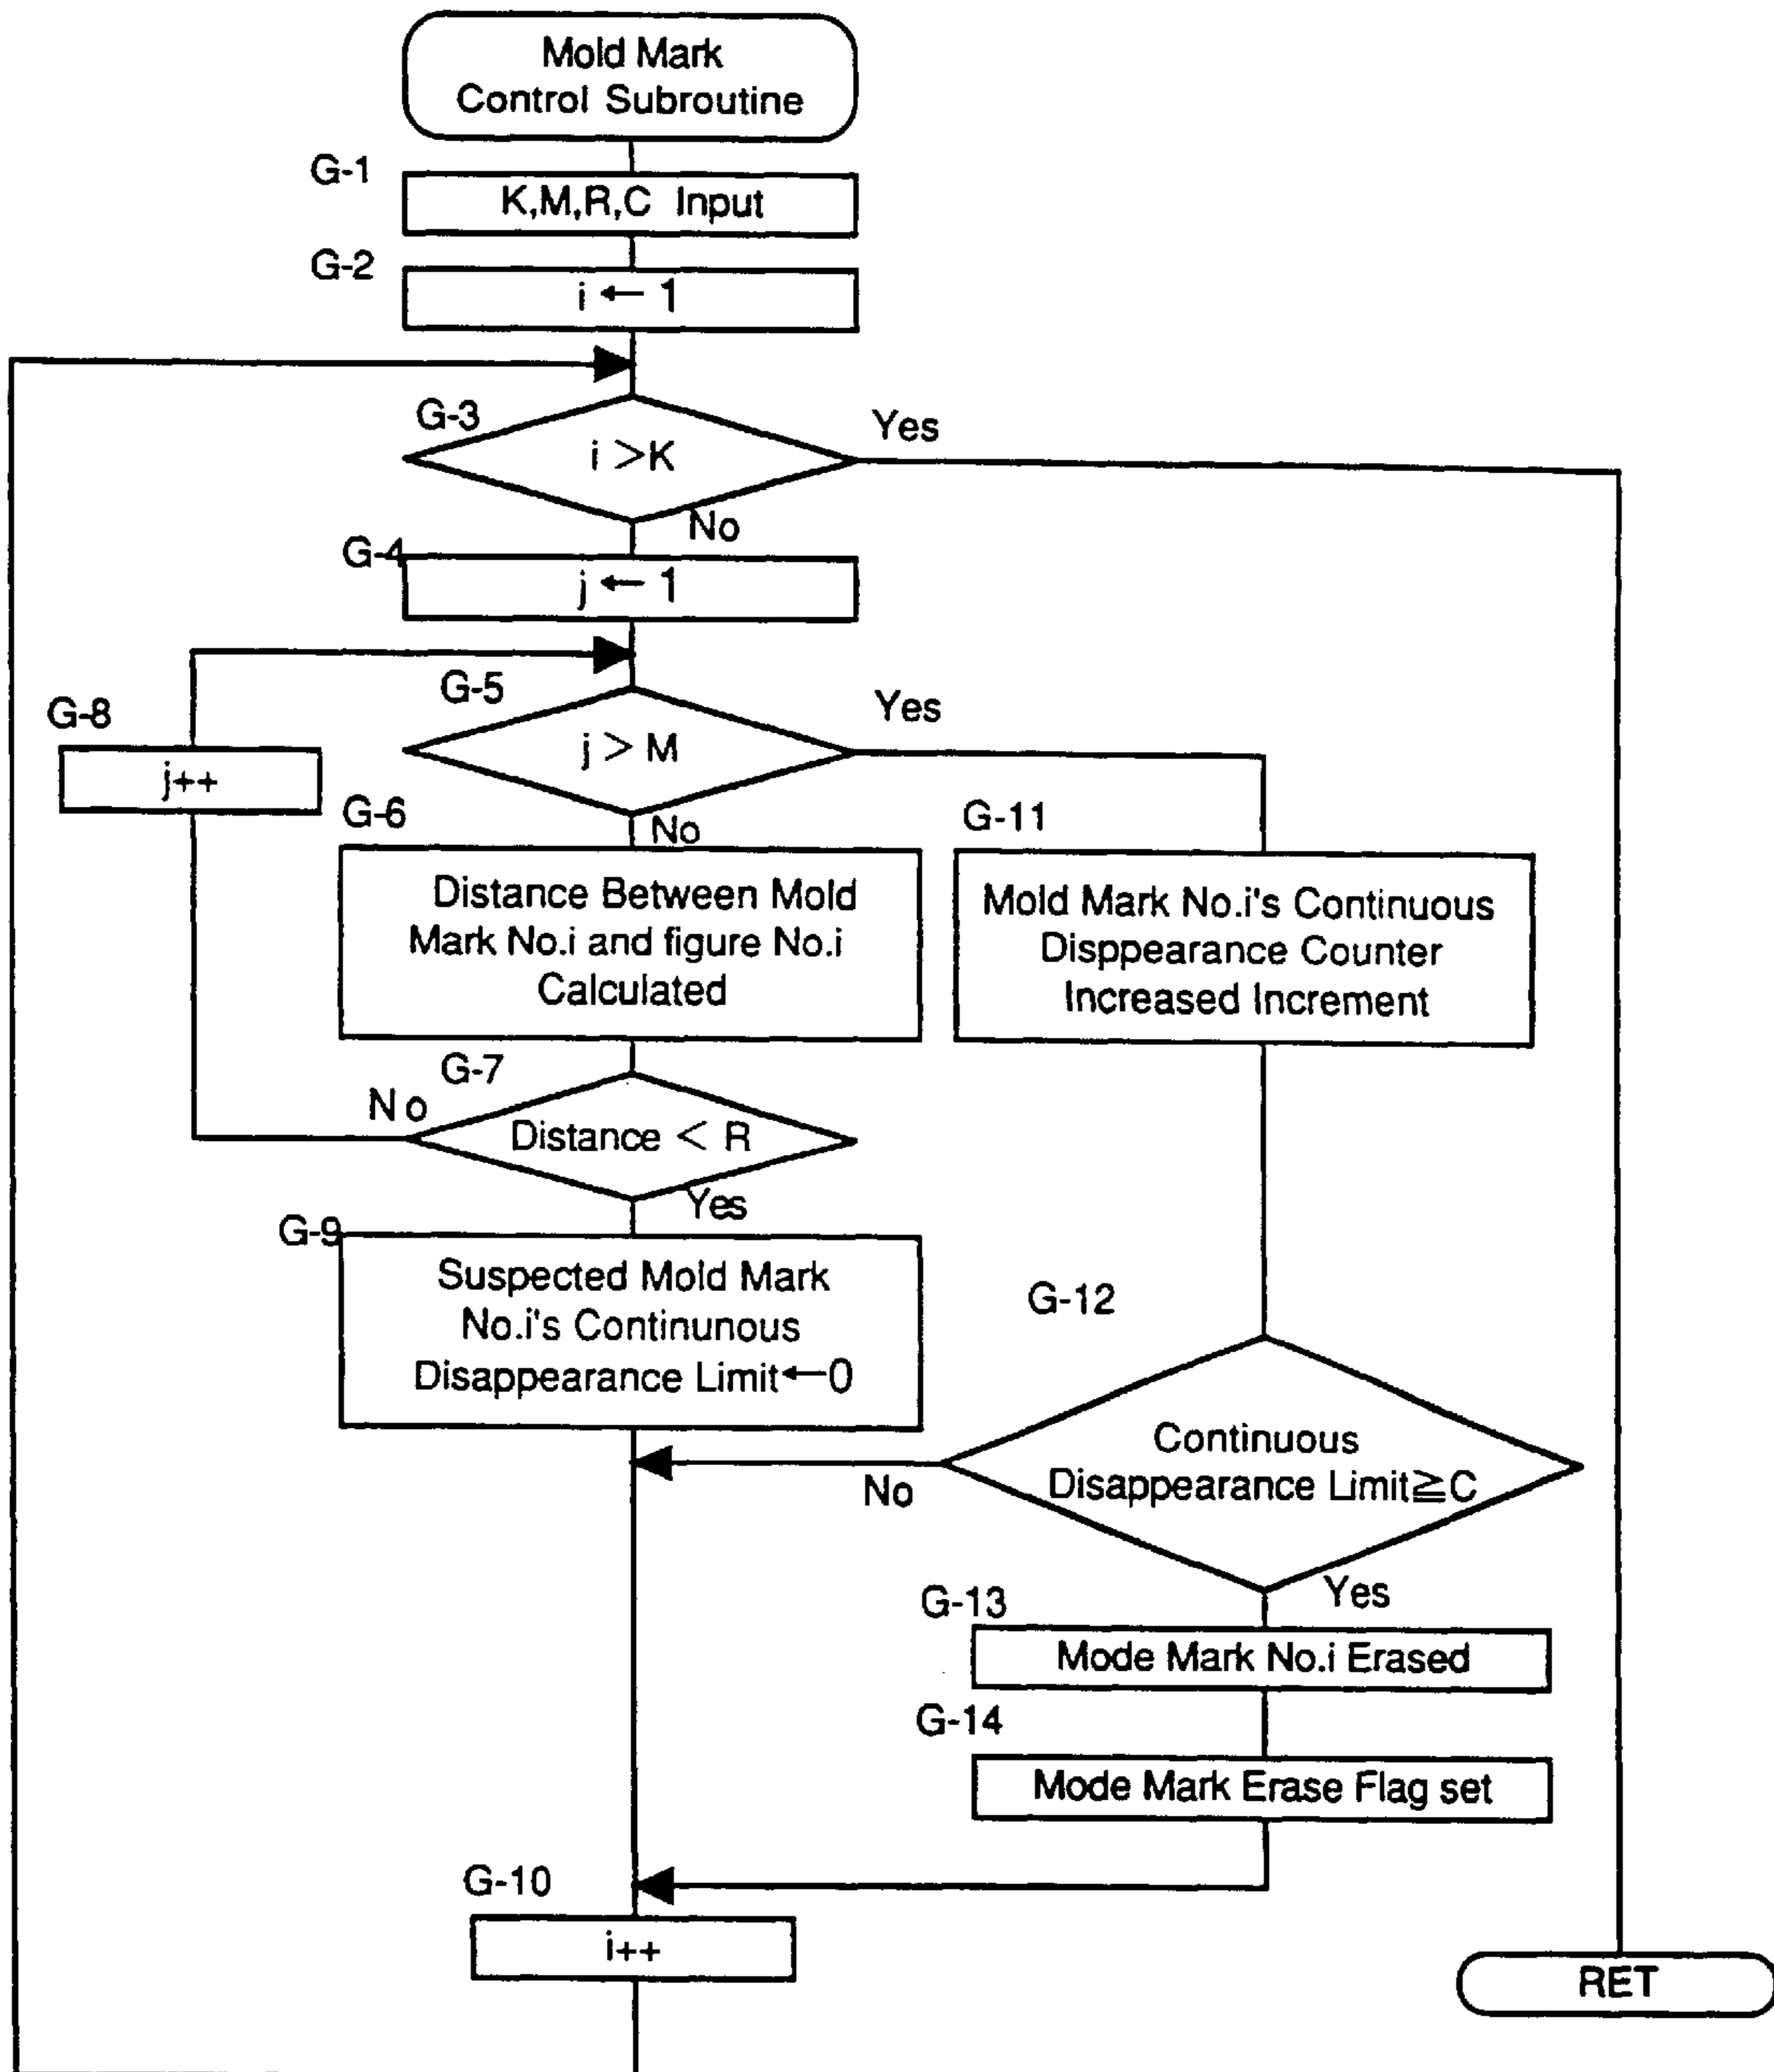 Mold Mark
Control Subroutine
G-1
K,M,R,C Input
G-2
i ← 1
G-3
i >K
Yes
No
G-4
j ← 1
G-5
j > M
Yes
No
G-8
j++
G-6
Distance Between Mold
Mark No.i and figure No.i
Calculated
G-11
Mold Mark No.i's Continuous
Disppearance Counter
Increased Increment
G-7
No
Distance < R
Yes
G-9
Suspected Mold Mark
No.i's Continunous
Disappearance Limit←0
G-12
Continuous
Disappearance Limit≧C
No
Yes
G-13
Mode Mark No.i Erased
G-14
Mode Mark Erase Flag set
G-10
i++
RET